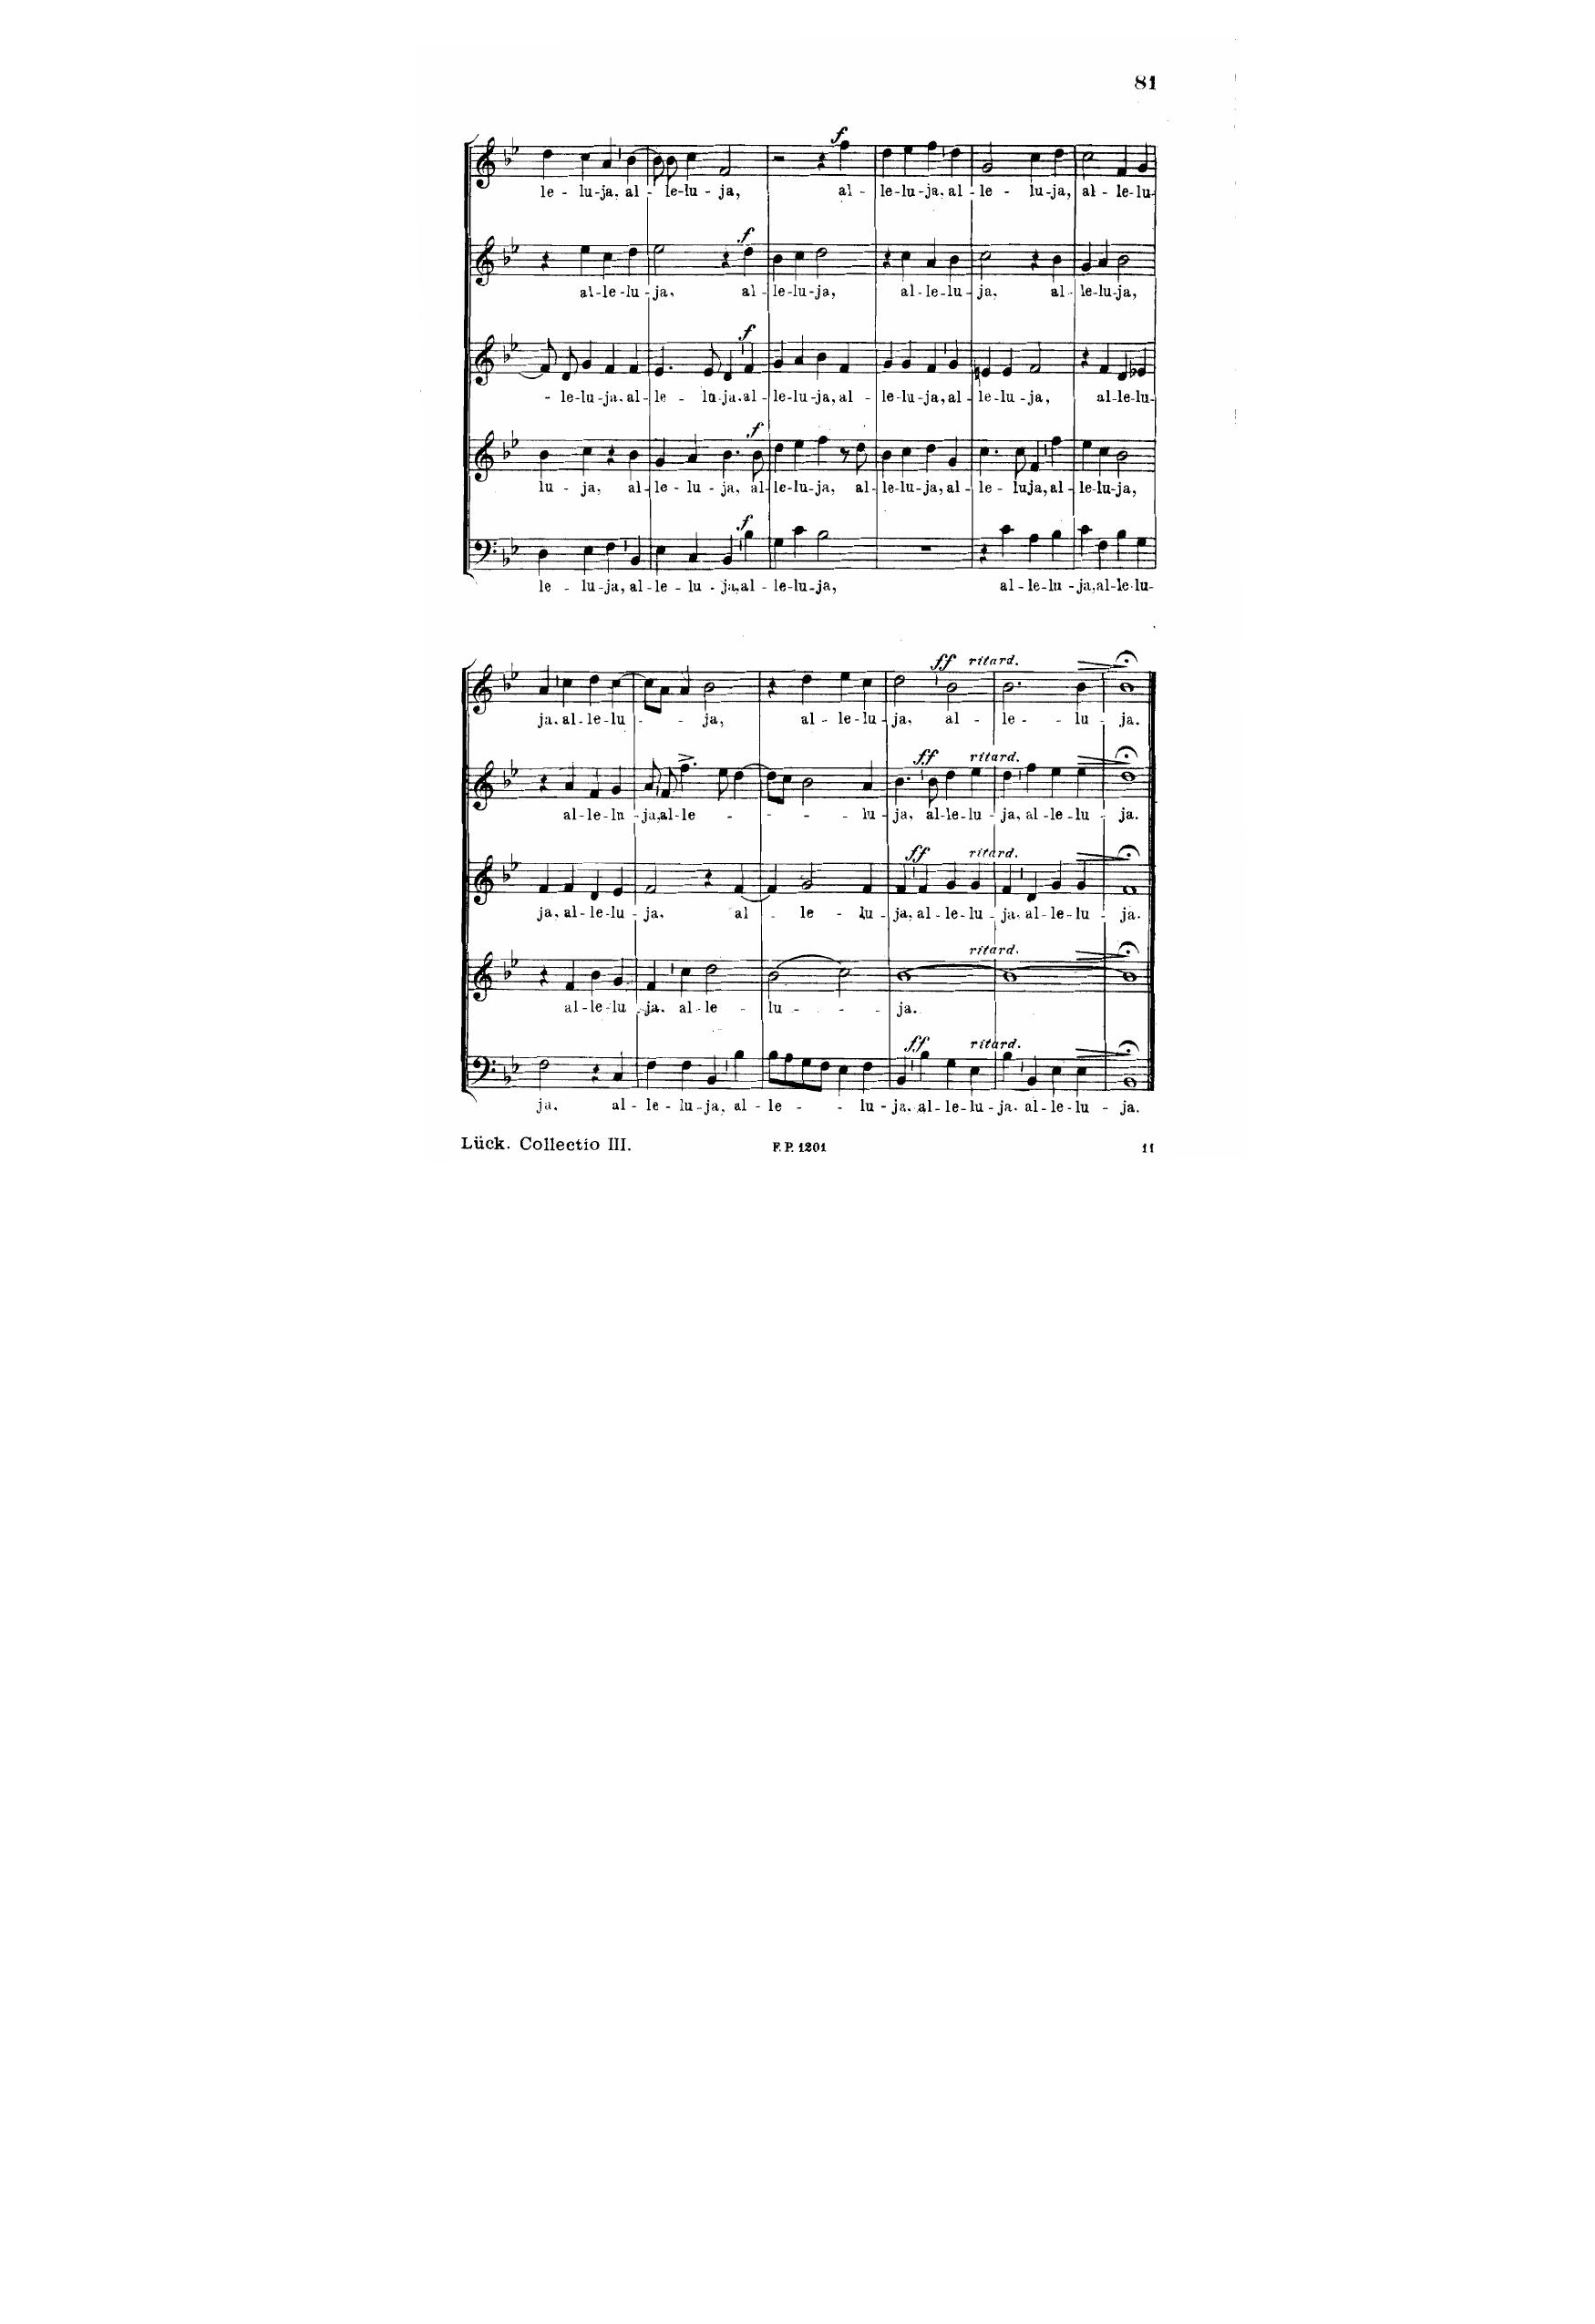 81
f
le - lu-ja, al - le-lu - ja, al - le-lu-ja, al - le - lu-ja, al - le-lu-
f
al-le-lu-ja, al-le-lu-ja, al-le-lu-ja, al-le-lu-ja,
f
- le-lu-ja, al-le - lu-ja, al-le-lu-ja, al - le-lu-ja, al-le-lu-ja, al-le-lu-
f
lu - ja, al-le-lu - ja, al-le-lu-ja, al-le-lu-ja, al-le - luja, al-le-lu-ja,
f
le - lu-ja, al-le-lu - ja, al - le-lu-ja, al-le-lu-ja, al-le-lu-
ff ritard.
ja, al-le-lu - - ja, al - le-lu-ja, al - le - - lu - ja.
ff ritard.
al-le-lu-ja, al-le - - - - lu-ja, al-le-lu-ja, al-le-lu - ja.
ff ritard.
ja, al-le-lu-ja, al - le - lu-ja, al-le-lu-ja, al-le-lu - ja.
ritard.
al-le-lu-ja. al-le - lu - - - ja.
ff ritard.
ja, al-le-lu-ja, al-le - - lu-ja, al-le-lu-ja. al-le-lu - ja.
Lück. Collectio III. F. P. 1201 11